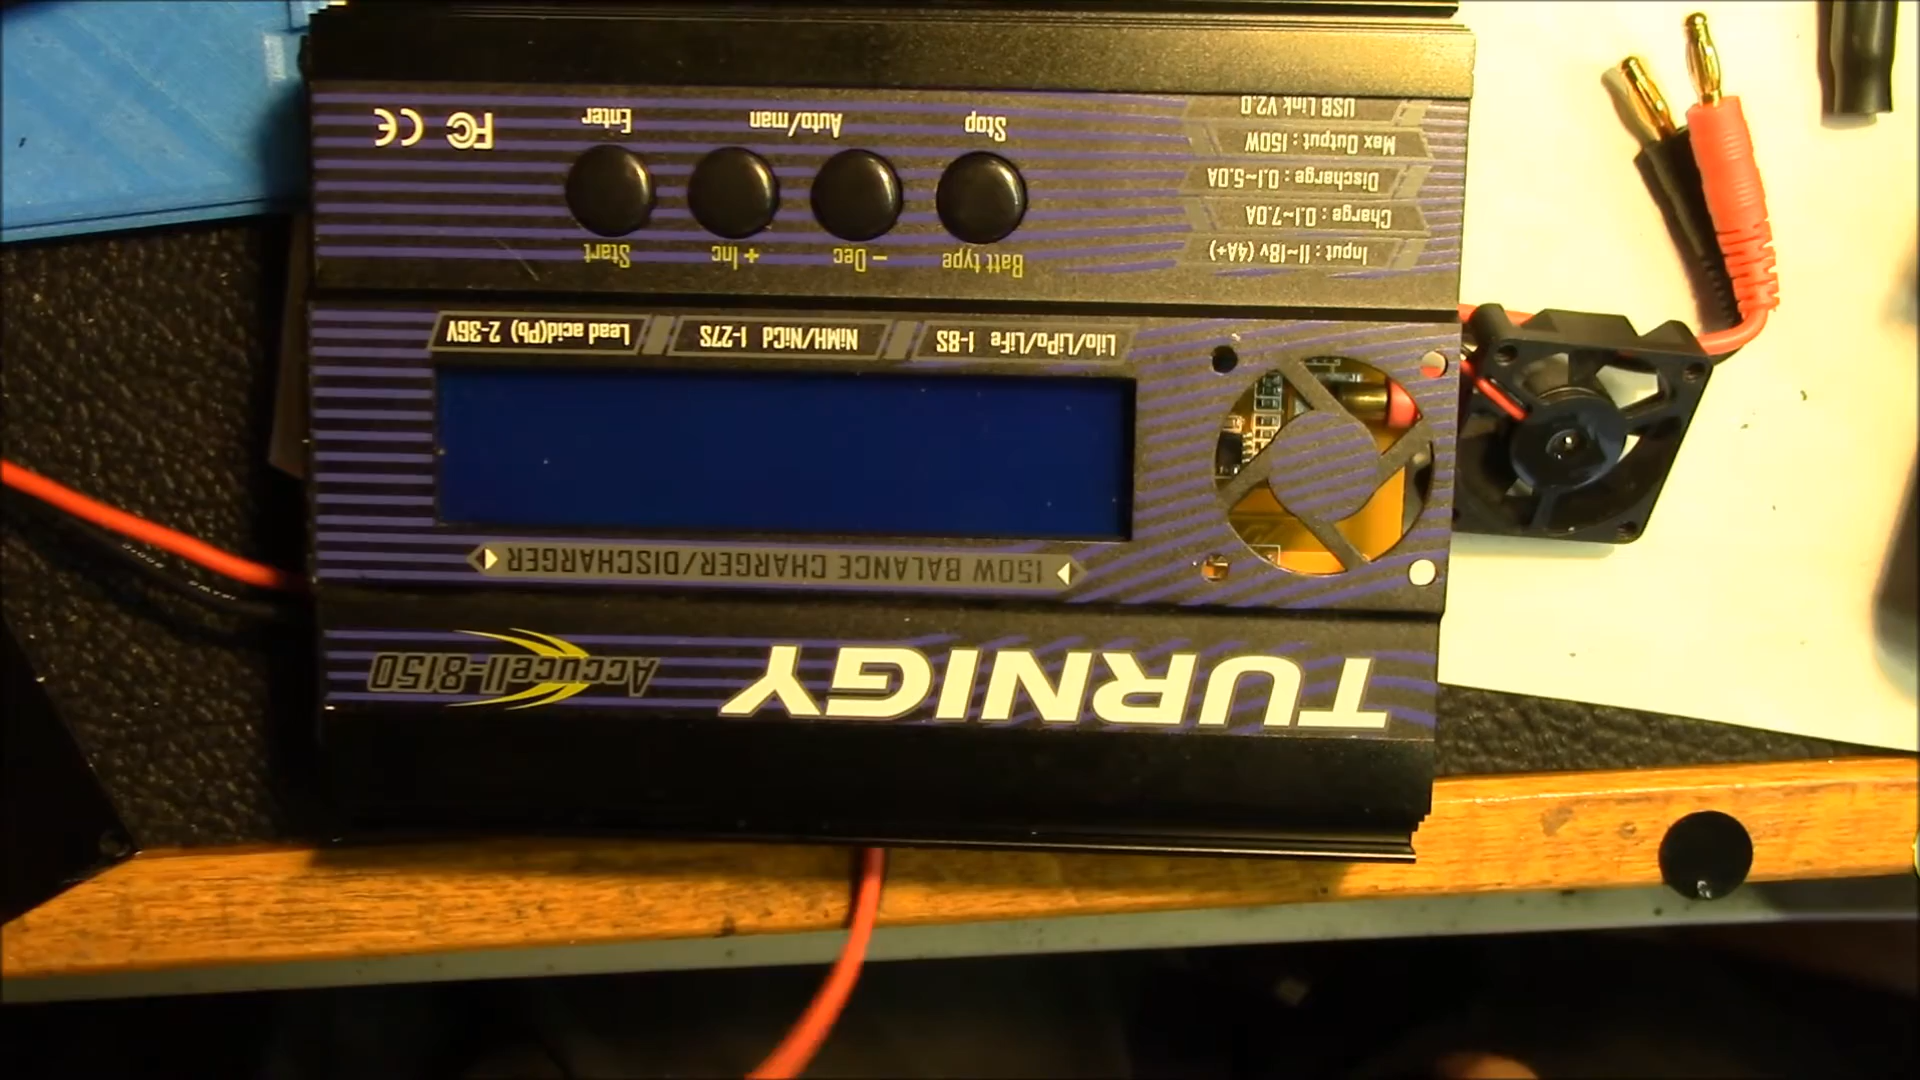 TURNIGY
Accucell-8150
150W BALANCE CHARGER/DISCHARGER
Lilo/LiPo/LiFe 1-8S
NiMH/NiCd 1-27S
Lead acid(Pb) 2-36V
Input : 11~18v (4A+)
Charge : 0.1~7.0A
Discharge : 0.1~5.0A
Max Output : 150W
USB Link V2.0
Batt type
- Dec
+ Inc
Start
Stop
Auto/man
Enter
FC CE